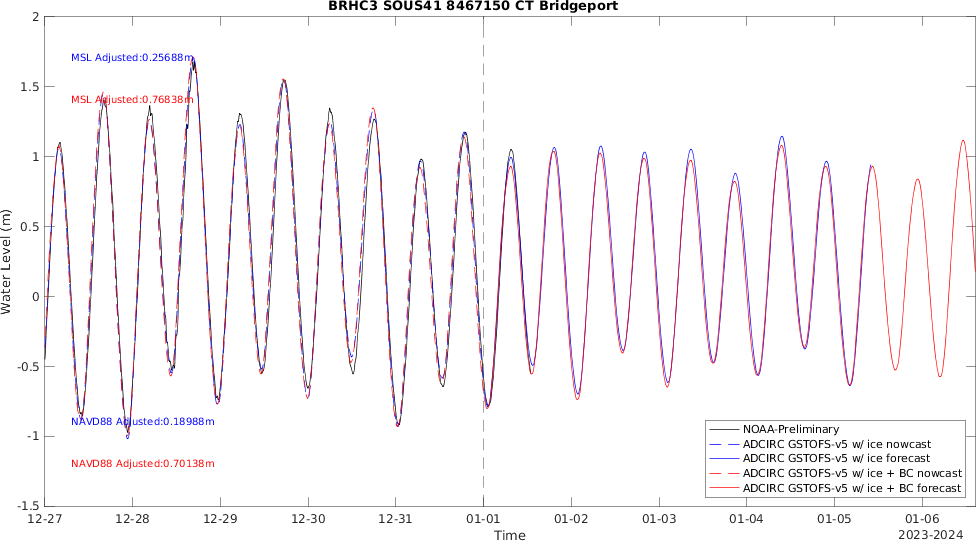 BRHC3 SOUS41 8467150 CT Bridgeport
2
1.5
1
0.5
0
-0.5
-1
-1.5
Water Level (m)
MSL Adjusted:0.25688m
MSL Adjusted:0.76838m
NAVD88 Adjusted:0.18988m
NAVD88 Adjusted:0.70138m
NOAA-Preliminary
ADCIRC GSTOFS-v5 w/ ice nowcast
ADCIRC GSTOFS-v5 w/ ice forecast
ADCIRC GSTOFS-v5 w/ ice + BC nowcast
ADCIRC GSTOFS-v5 w/ ice + BC forecast
12-27 12-28 12-29 12-30 12-31 01-01 01-02 01-03 01-04 01-05 01-06
Time
2023-2024